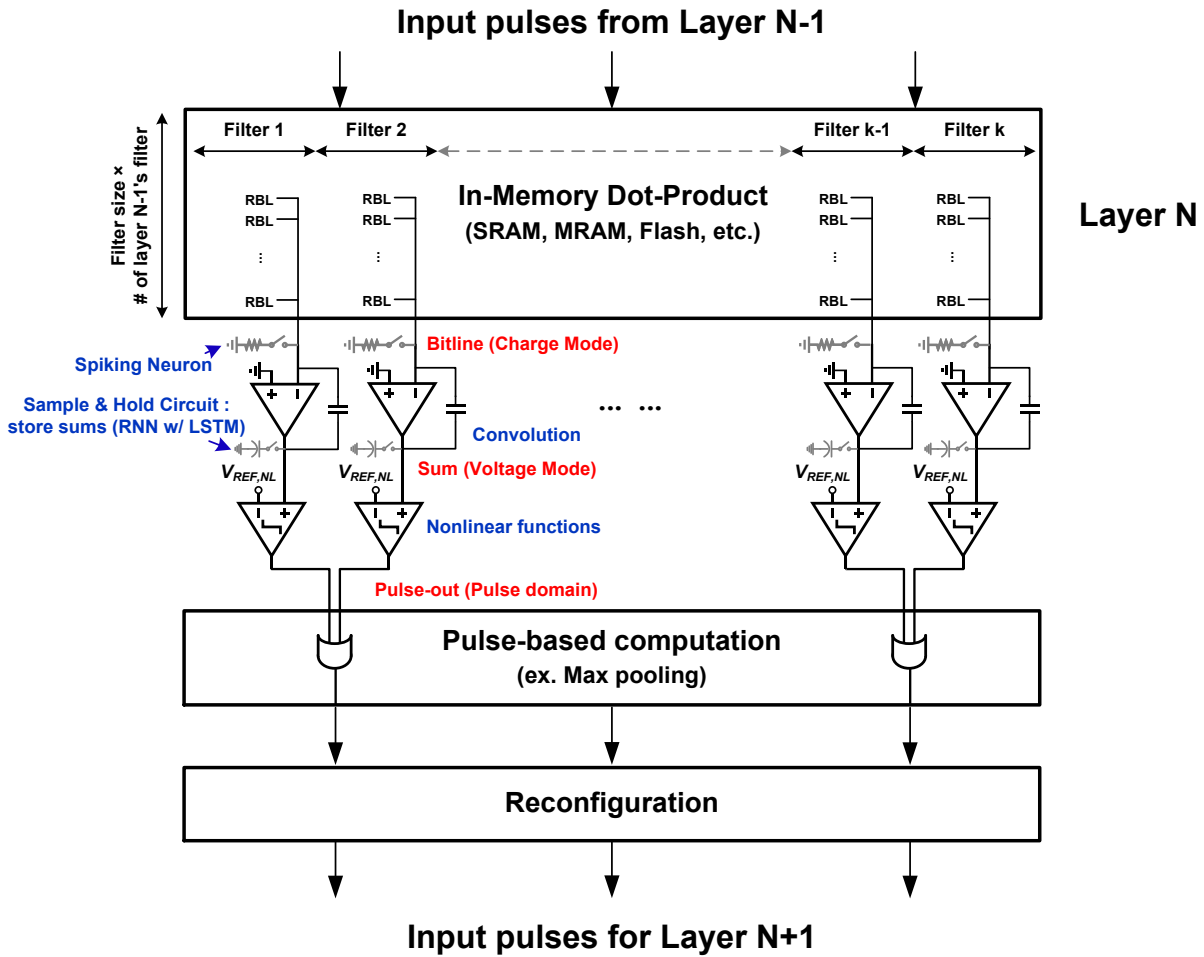 Input pulses from Layer N-1
Filter 1
Filter 2
Filter k-1
Filter k
Filter size ×
# of layer N-1's filter
In-Memory Dot-Product
(SRAM, MRAM, Flash, etc.)
Layer N
RBL
RBL
RBL
RBL
RBL
RBL
RBL
RBL
...
...
...
...
RBL
RBL
RBL
RBL
Spiking Neuron
Bitline (Charge Mode)
+
+
+
+
Sample & Hold Circuit :
store sums (RNN w/ LSTM)
... ...
Convolution
Sum (Voltage Mode)
VREF,NL
VREF,NL
VREF,NL
VREF,NL
+
+
+
+
Nonlinear functions
Pulse-out (Pulse domain)
Pulse-based computation
(ex. Max pooling)
Reconfiguration
Input pulses for Layer N+1